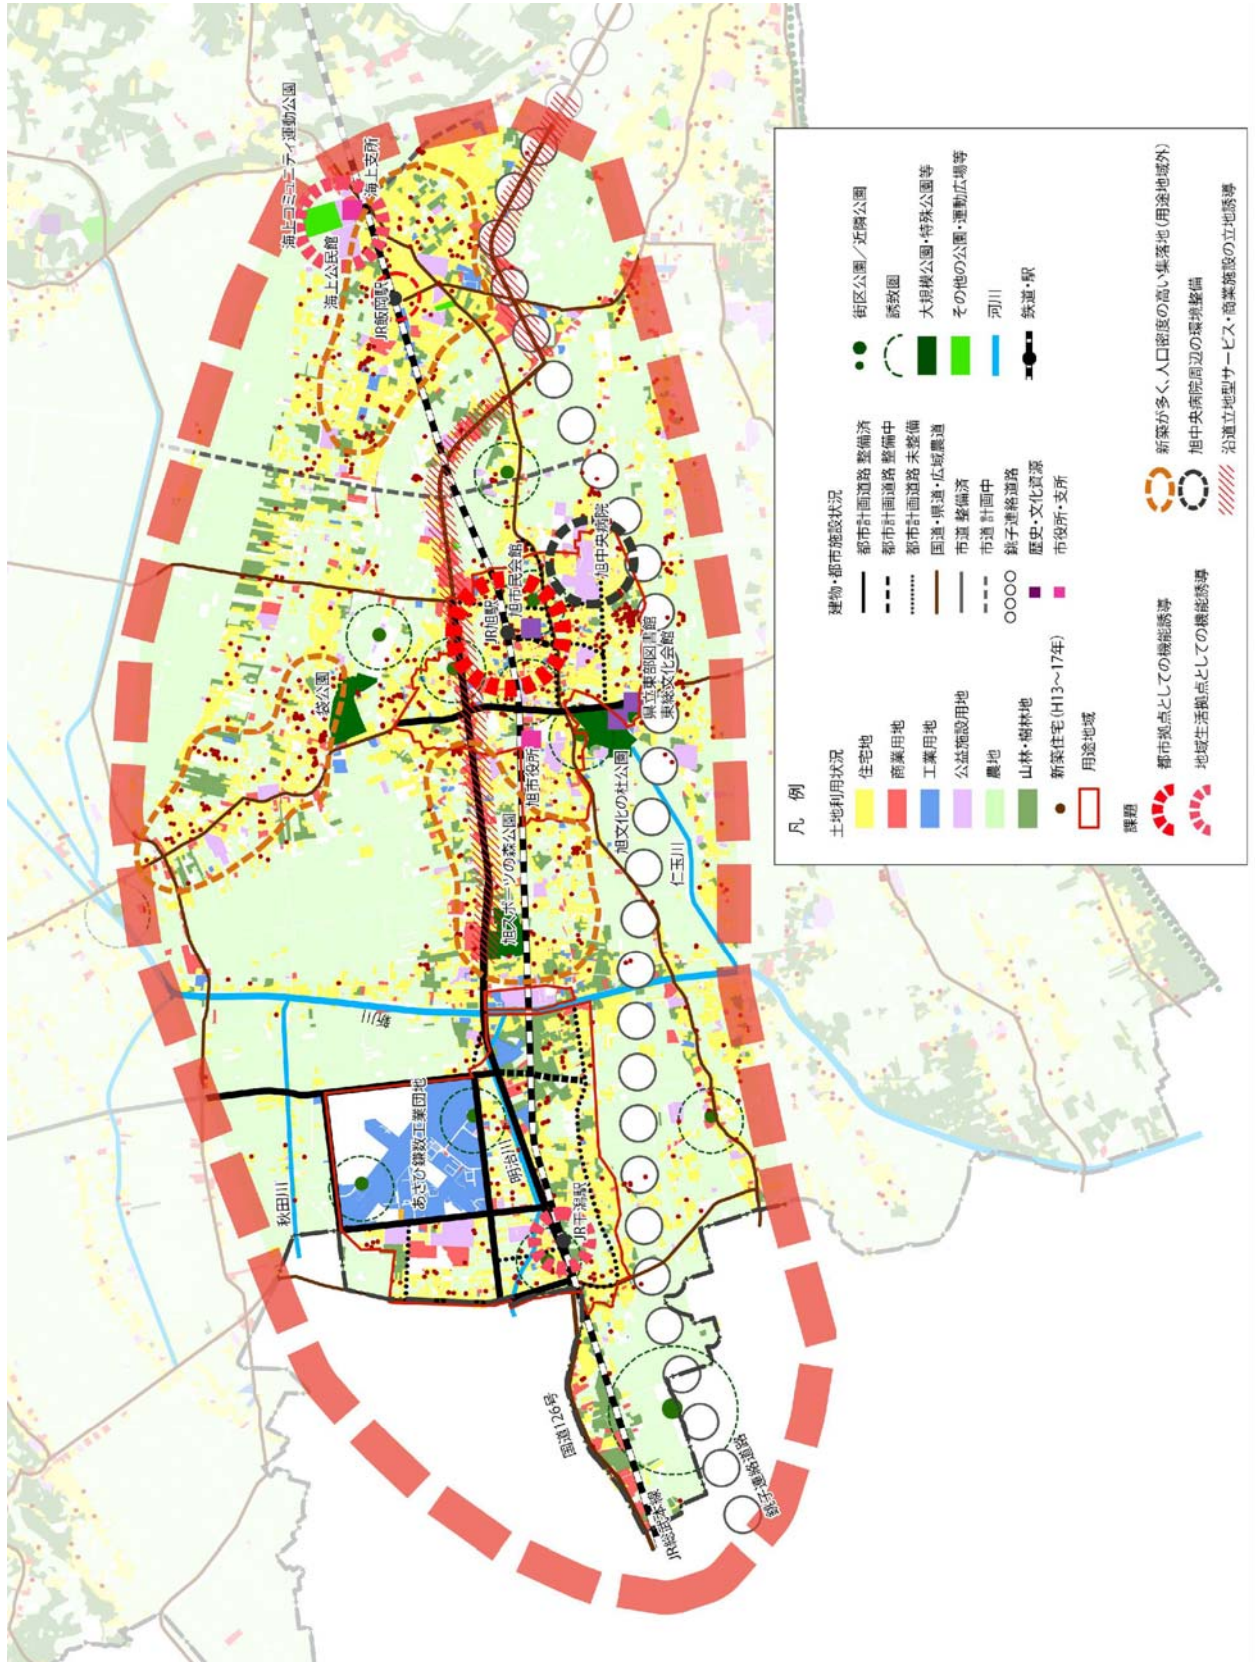 海上コミュニティ運動公園
海上支所
海上公民館
JR飯岡駅
旭中央病院
旭市民会館
JR旭駅
県立東部図書館
東総文化会館
袋公園
旭市役所
旭文化の杜公園
旭スポーツの森公園
仁玉川
新川
あさひ鎌数工業団地
明治川
秋田川
JR干潟駅
国道126号
銚子連絡道路
JR総武本線
凡 例
土地利用状況
住宅地
商業用地
工業用地
公益施設用地
農地
山林・樹林地
新築住宅(H13~17年)
用途地域
建物・都市施設状況
都市計画道路 整備済
都市計画道路 整備中
都市計画道路 未整備
国道・県道・広域農道
市道 整備済
市道 計画中
銚子連絡道路
歴史・文化資源
市役所・支所
街区公園/近隣公園
誘致圏
大規模公園・特殊公園等
その他の公園・運動広場等
河川
鉄道・駅
課題
都市拠点としての機能誘導
地域生活拠点としての機能誘導
新築が多く、人口密度の高い集落地(用途地域外)
旭中央病院周辺の環境整備
沿道立地型サービス・商業施設の立地誘導